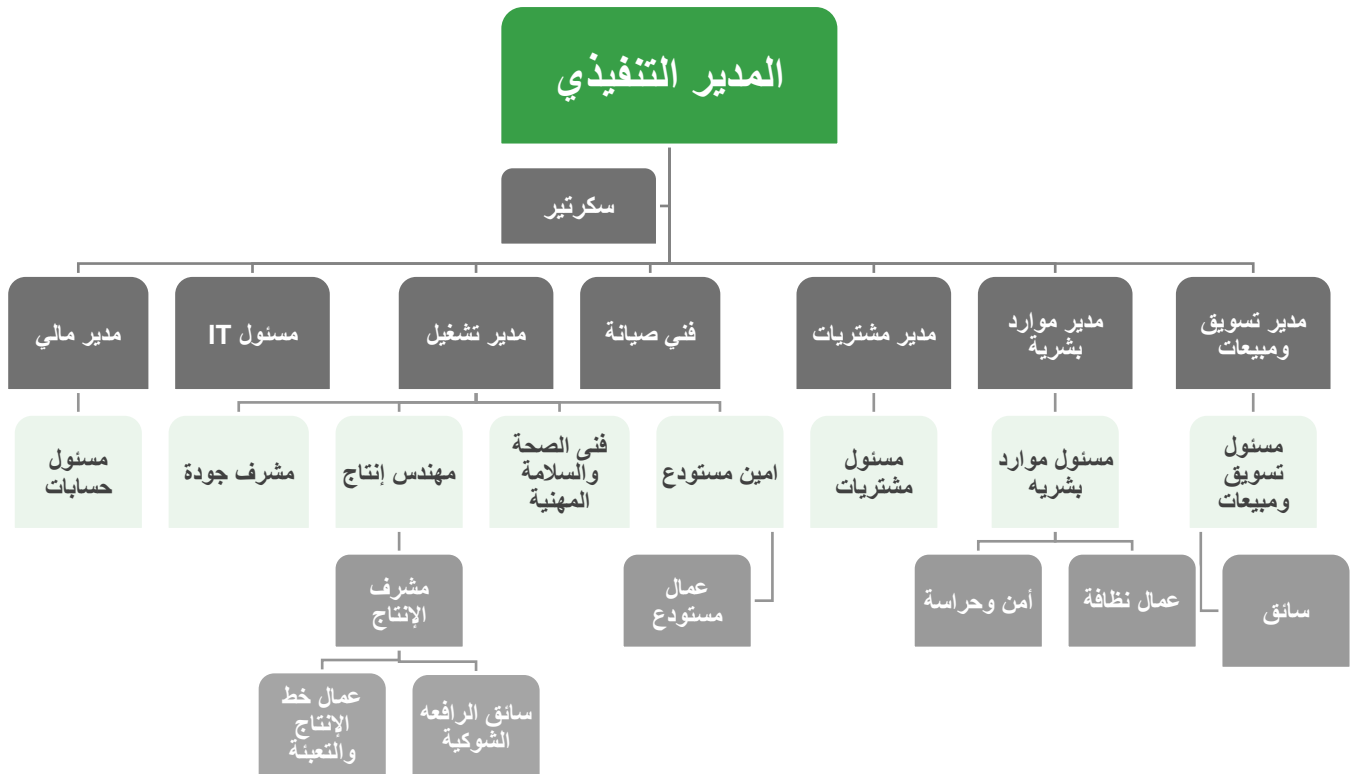 المدير التنفيذي
سكرتير
مدير تسويق
ومبيعات
مدير موارد
بشرية
مدير مشتريات
فني صيانة
مدير تشغيل
مسئول IT
مدير مالي
مسئول
تسويق
ومبيعات
مسئول موارد
بشريه
مسئول
مشتريات
امين مستودع
فنى الصحة
والسلامة
المهنية
مهندس إنتاج
مشرف جودة
مسئول
حسابات
سائق
عمال نظافة
أمن وحراسة
عمال
مستودع
مشرف
الإنتاج
سائق الرافعه
الشوكية
عمال خط
الإنتاج
والتعبئة